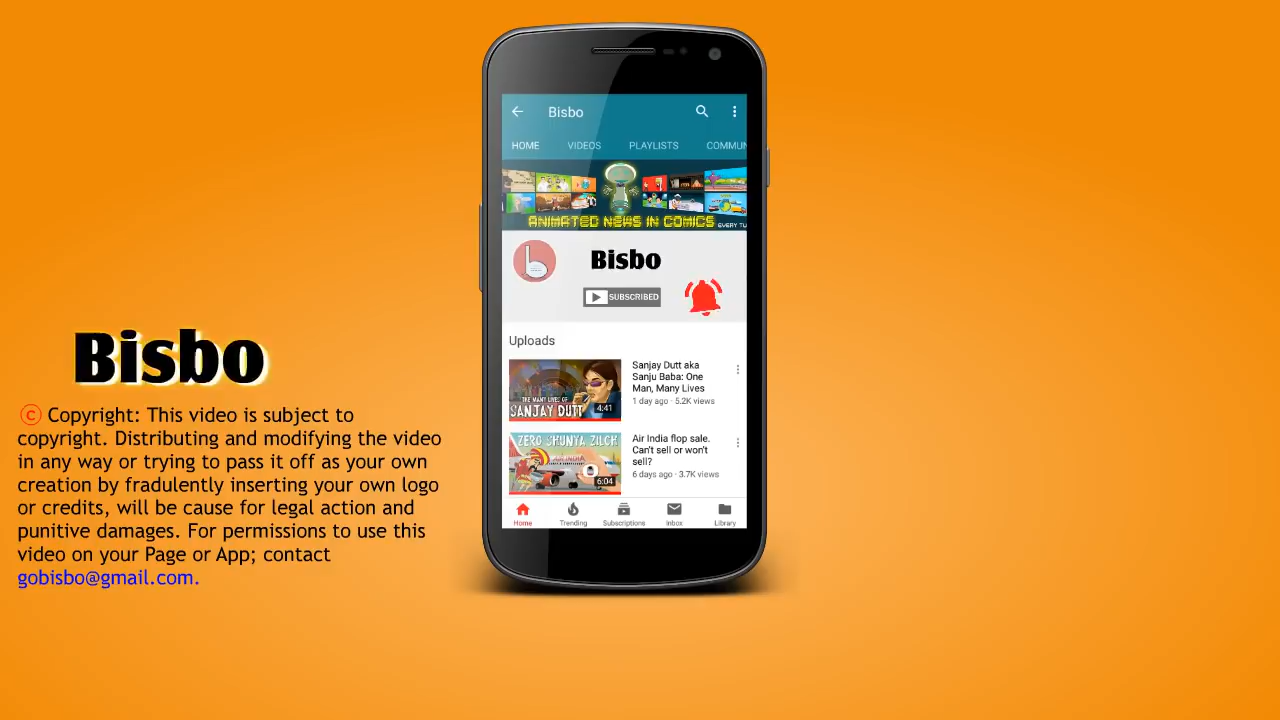 Bisbo
HOME VIDEOS PLAYLISTS COMMUN
ANIMATED NEWS IN COMICS EVERY TU
Bisbo
SUBSCRIBED
Uploads
Sanjay Dutt aka
Sanju Baba: One
Man, Many Lives
1 day ago · 5.2K views
THE MANY LIVES OF
SANJAY DUTT
4:41
Air India flop sale.
Can't sell or won't
sell?
6 days ago · 3.7K views
ZERO SHUNYA ZILCH
6:04
Home Trending Subscriptions Inbox Library
Bisbo
© Copyright: This video is subject to
copyright. Distributing and modifying the video
in any way or trying to pass it off as your own
creation by fradulently inserting your own logo
or credits, will be cause for legal action and
punitive damages. For permissions to use this
video on your Page or App; contact
gobisbo@gmail.com.